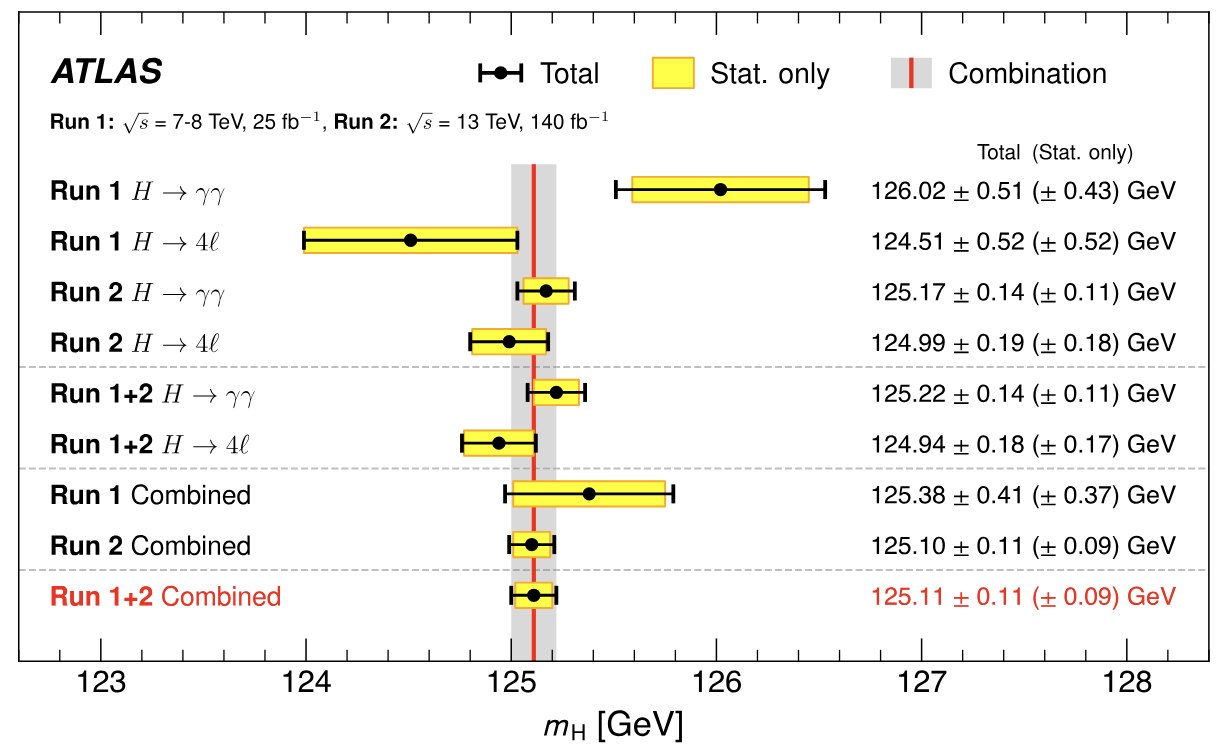 ATLAS
Total
Stat. only
Combination
Run 1: √s = 7-8 TeV, 25 fb⁻¹, Run 2: √s = 13 TeV, 140 fb⁻¹
Total (Stat. only)
Run 1 H → γγ 126.02 ± 0.51 (± 0.43) GeV
Run 1 H → 4ℓ 124.51 ± 0.52 (± 0.52) GeV
Run 2 H → γγ 125.17 ± 0.14 (± 0.11) GeV
Run 2 H → 4ℓ 124.99 ± 0.19 (± 0.18) GeV
Run 1+2 H → γγ 125.22 ± 0.14 (± 0.11) GeV
Run 1+2 H → 4ℓ 124.94 ± 0.18 (± 0.17) GeV
Run 1 Combined 125.38 ± 0.41 (± 0.37) GeV
Run 2 Combined 125.10 ± 0.11 (± 0.09) GeV
Run 1+2 Combined 125.11 ± 0.11 (± 0.09) GeV
123 124 125 126 127 128
m_H [GeV]